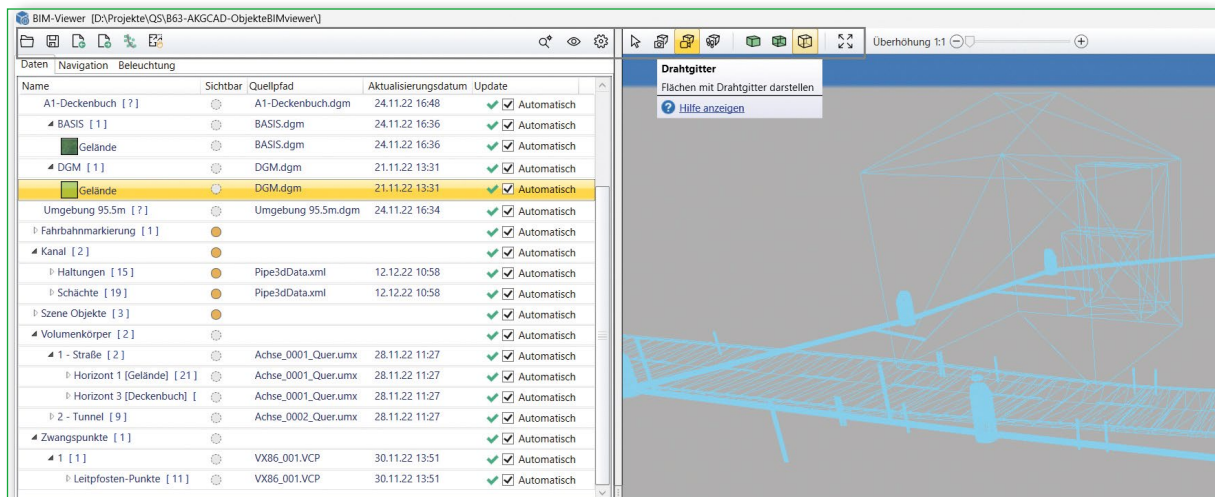 BIM-Viewer [D:\Projekte\QS\B63-AKGCAD-ObjekteBIMviewer\]
Überhöhung 1:1
Daten Navigation Beleuchtung
Drahtgitter
Flächen mit Drahtgitter darstellen
Hilfe anzeigen
Name Sichtbar Quellpfad Aktualisierungsdatum Update
A1-Deckenbuch [ ? ] A1-Deckenbuch.dgm 24.11.22 16:48 Automatisch
BASIS [ 1 ] BASIS.dgm 24.11.22 16:36 Automatisch
Gelände BASIS.dgm 24.11.22 16:36 Automatisch
DGM [ 1 ] DGM.dgm 21.11.22 13:31 Automatisch
Gelände DGM.dgm 21.11.22 13:31 Automatisch
Umgebung 95.5m [ ? ] Umgebung 95.5m.dgm 24.11.22 16:34 Automatisch
Fahrbahnmarkierung [ 1 ] Automatisch
Kanal [ 2 ] Automatisch
Haltungen [ 15 ] Pipe3dData.xml 12.12.22 10:58 Automatisch
Schächte [ 19 ] Pipe3dData.xml 12.12.22 10:58 Automatisch
Szene Objekte [ 3 ] Automatisch
Volumenkörper [ 2 ] Automatisch
1 - Straße [ 2 ] Achse_0001_Quer.umx 28.11.22 11:27 Automatisch
Horizont 1 [Gelände] [ 21 ] Achse_0001_Quer.umx 28.11.22 11:27 Automatisch
Horizont 3 [Deckenbuch] [ Achse_0001_Quer.umx 28.11.22 11:27 Automatisch
2 - Tunnel [ 9 ] Achse_0002_Quer.umx 28.11.22 11:27 Automatisch
Zwangspunkte [ 1 ] Automatisch
1 [ 1 ] VX86_001.VCP 30.11.22 13:51 Automatisch
Leitpfosten-Punkte [ 11 ] VX86_001.VCP 30.11.22 13:51 Automatisch